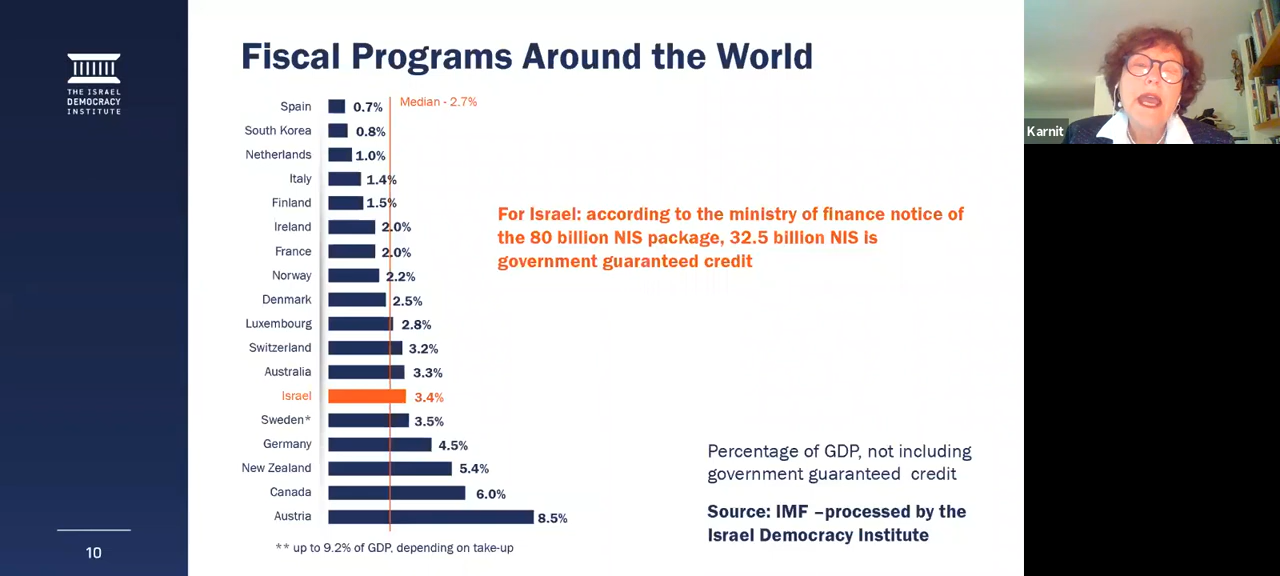 THE ISRAEL
DEMOCRACY
INSTITUTE
Fiscal Programs Around the World
Median - 2.7%
Spain 0.7%
South Korea 0.8%
Netherlands 1.0%
Italy 1.4%
Finland 1.5%
Ireland 2.0%
France 2.0%
Norway 2.2%
Denmark 2.5%
Luxembourg 2.8%
Switzerland 3.2%
Australia 3.3%
Israel 3.4%
Sweden* 3.5%
Germany 4.5%
New Zealand 5.4%
Canada 6.0%
Austria 8.5%
** up to 9.2% of GDP, depending on take-up
For Israel: according to the ministry of finance notice of
the 80 billion NIS package, 32.5 billion NIS is
government guaranteed credit
Percentage of GDP, not including
government guaranteed credit
Source: IMF –processed by the
Israel Democracy Institute
10
Karnit